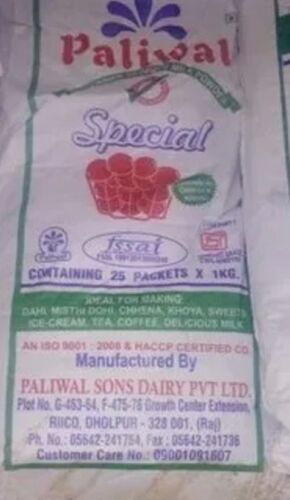 Paliwal
Special
Paliwal
fssai
CONTAINING 25 PACKETS X 1KG.
IDEAL FOR MAKING:
DAHI, MISTHI DOHI, CHHENA, KHOYA, SWEETS
ICE-CREAM, TEA, COFFEE, DELICIOUS MILK
AN ISO 9001 : 2008 & HACCP CERTIFIED CO.
Manufactured By
PALIWAL SONS DAIRY PVT LTD.
Plot No. G-463-64, F-475-76 Growth Center Extension,
RIICO, DHOLPUR - 328 001, (Raj)
Ph. No.: 05642-241754, Fax : 05642-241736
Customer Care No.: 09001091607